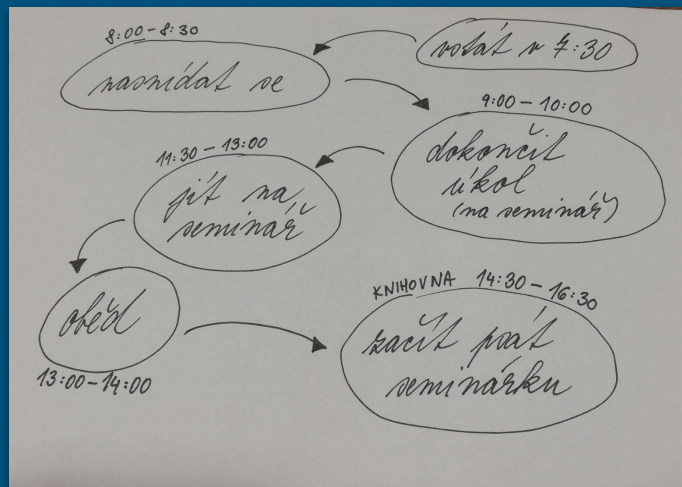 vstát v 7:30
8:00 - 8:30
nasnídat se
9:00 - 10:00
dokončit
úkol
(na seminář)
11:30 - 13:00
jít na
seminář
oběd
13:00 - 14:00
KNIHOVNA 14:30 - 16:30
začít psát
seminárku